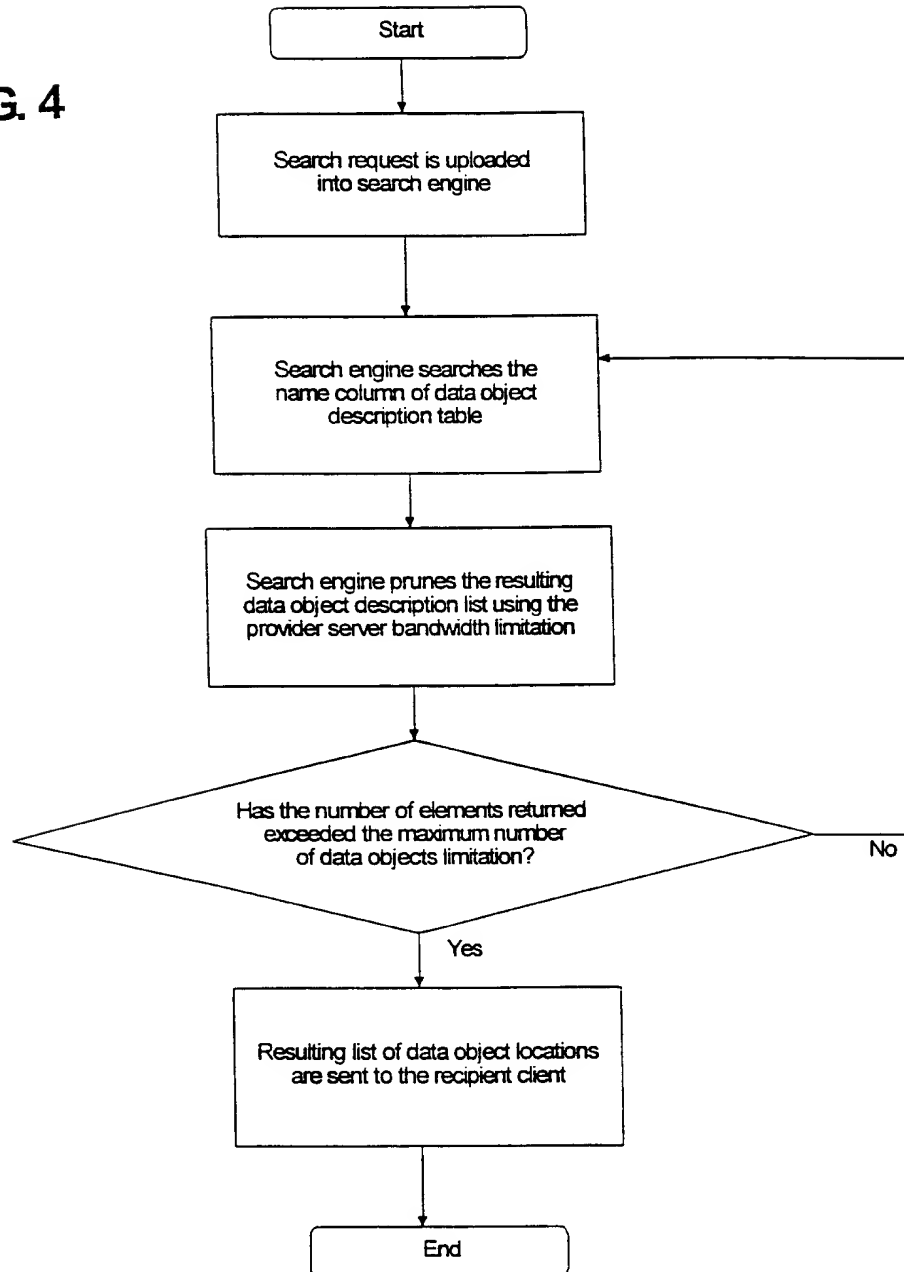 Start
G. 4
Search request is uploaded
into search engine
Search engine searches the
name column of data object
description table
Search engine prunes the resulting
data object description list using the
provider server bandwidth limitation
Has the number of elements returned
exceeded the maximum number
of data objects limitation?
No
Yes
Resulting list of data object locations
are sent to the recipient client
End